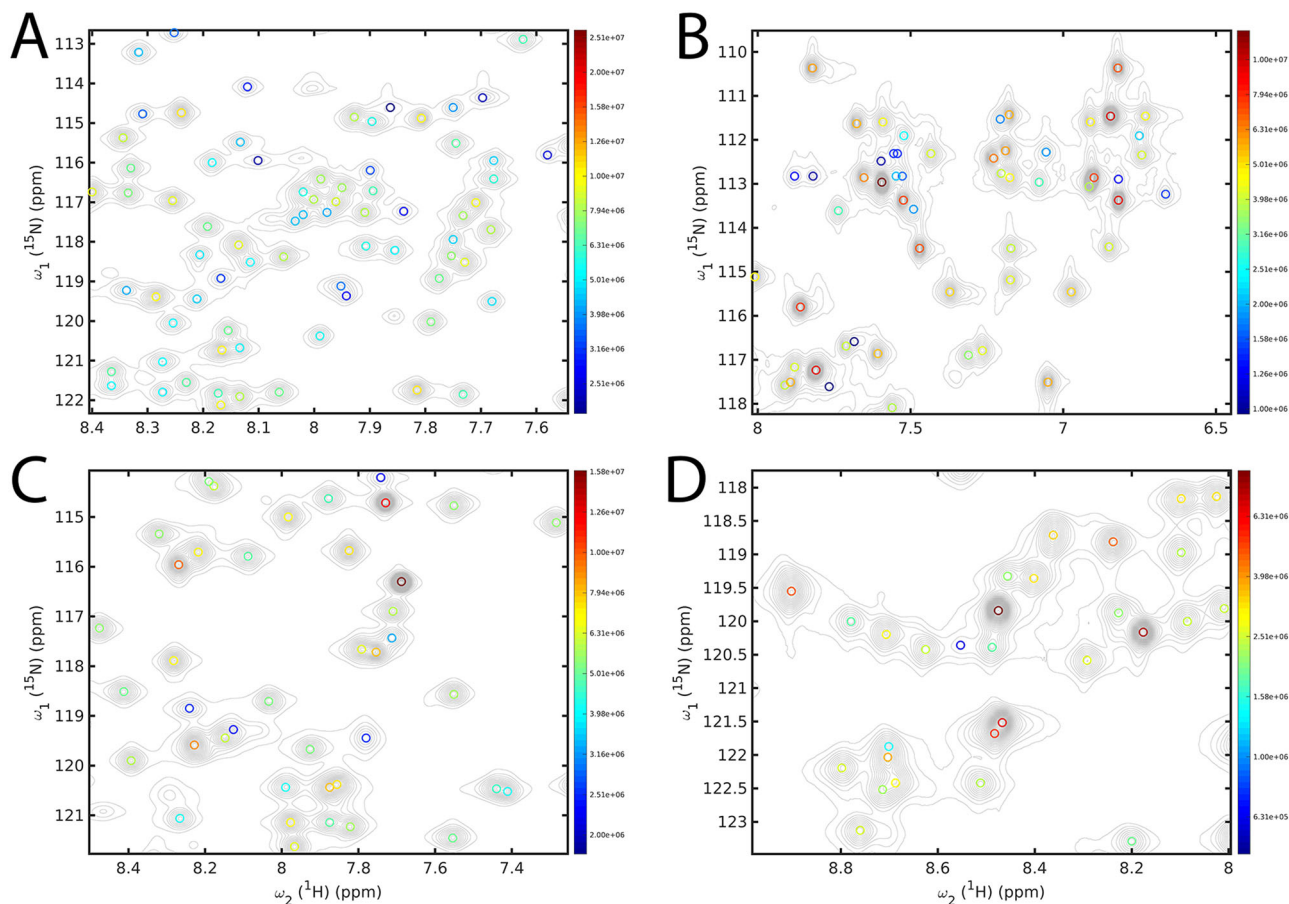 A
B
113
114
115
116
117
118
119
120
121
122
ω1 (15N) (ppm)
8.4
8.3
8.2
8.1
8
7.9
7.8
7.7
7.6
2.51e+07
2.00e+07
1.58e+07
1.26e+07
1.00e+07
7.94e+06
6.31e+06
5.01e+06
3.98e+06
3.16e+06
2.51e+06
110
111
112
113
114
115
116
117
118
ω1 (15N) (ppm)
8
7.5
7
6.5
1.00e+07
7.94e+06
6.31e+06
5.01e+06
3.98e+06
3.16e+06
2.51e+06
2.00e+06
1.58e+06
1.26e+06
1.00e+06
C
D
115
116
117
118
119
120
121
ω1 (15N) (ppm)
8.4
8.2
8
7.8
7.6
7.4
ω2 (1H) (ppm)
1.58e+07
1.26e+07
1.00e+07
7.94e+06
6.31e+06
5.01e+06
3.98e+06
3.16e+06
2.51e+06
2.00e+06
118
118.5
119
119.5
120
120.5
121
121.5
122
122.5
123
ω1 (15N) (ppm)
8.8
8.6
8.4
8.2
8
ω2 (1H) (ppm)
6.31e+06
3.98e+06
2.51e+06
1.58e+06
1.00e+06
6.31e+05